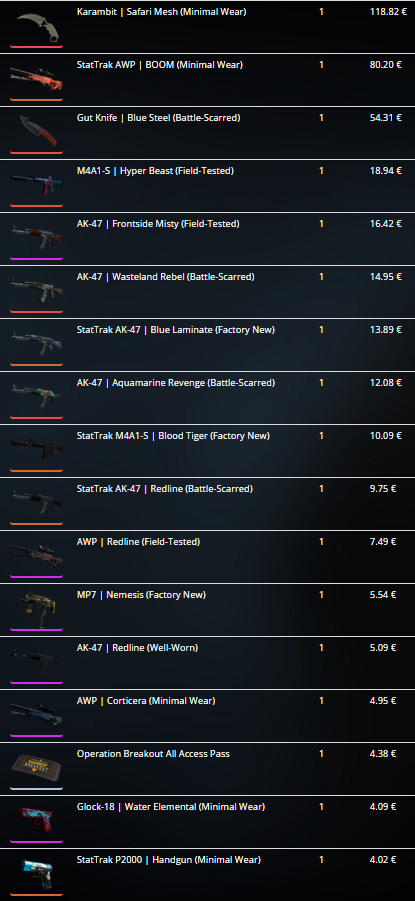 Karambit | Safari Mesh (Minimal Wear) 1 118.82 €
StatTrak AWP | BOOM (Minimal Wear) 1 80.20 €
Gut Knife | Blue Steel (Battle-Scarred) 1 54.31 €
M4A1-S | Hyper Beast (Field-Tested) 1 18.94 €
AK-47 | Frontside Misty (Field-Tested) 1 16.42 €
AK-47 | Wasteland Rebel (Battle-Scarred) 1 14.95 €
StatTrak AK-47 | Blue Laminate (Factory New) 1 13.89 €
AK-47 | Aquamarine Revenge (Battle-Scarred) 1 12.08 €
StatTrak M4A1-S | Blood Tiger (Factory New) 1 10.09 €
StatTrak AK-47 | Redline (Battle-Scarred) 1 9.75 €
AWP | Redline (Field-Tested) 1 7.49 €
MP7 | Nemesis (Factory New) 1 5.54 €
AK-47 | Redline (Well-Worn) 1 5.09 €
AWP | Corticera (Minimal Wear) 1 4.95 €
Operation Breakout All Access Pass 1 4.38 €
BREAKOUT
Glock-18 | Water Elemental (Minimal Wear) 1 4.09 €
StatTrak P2000 | Handgun (Minimal Wear) 1 4.02 €